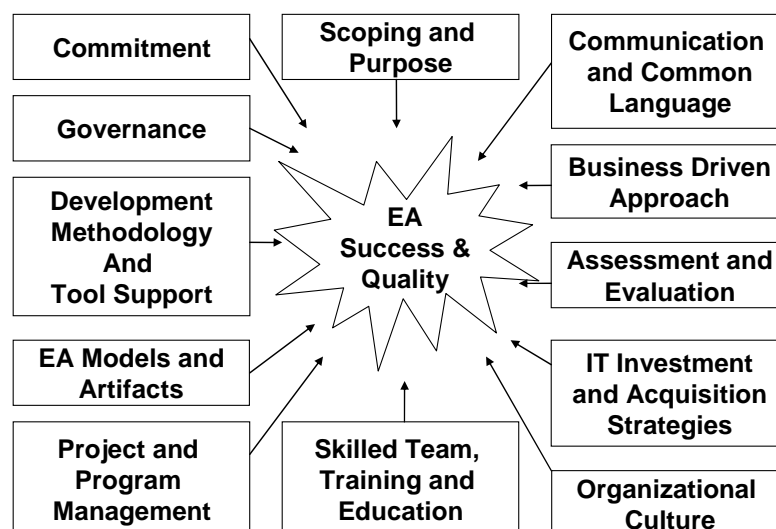 Commitment
Scoping and
Purpose
Communication
and Common
Language
Governance
Business Driven
Approach
Development
Methodology
And
Tool Support
EA
Success &
Quality
Assessment and
Evaluation
EA Models and
Artifacts
IT Investment
and Acquisition
Strategies
Project and
Program
Management
Skilled Team,
Training and
Education
Organizational
Culture